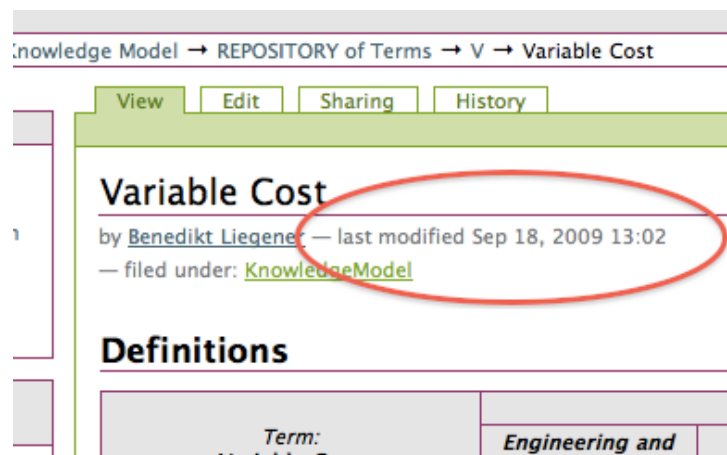 Knowledge Model → REPOSITORY of Terms → V → Variable Cost
View Edit Sharing History
Variable Cost
by Benedikt Liegener — last modified Sep 18, 2009 13:02
— filed under: KnowledgeModel
Definitions
Term:
Engineering and